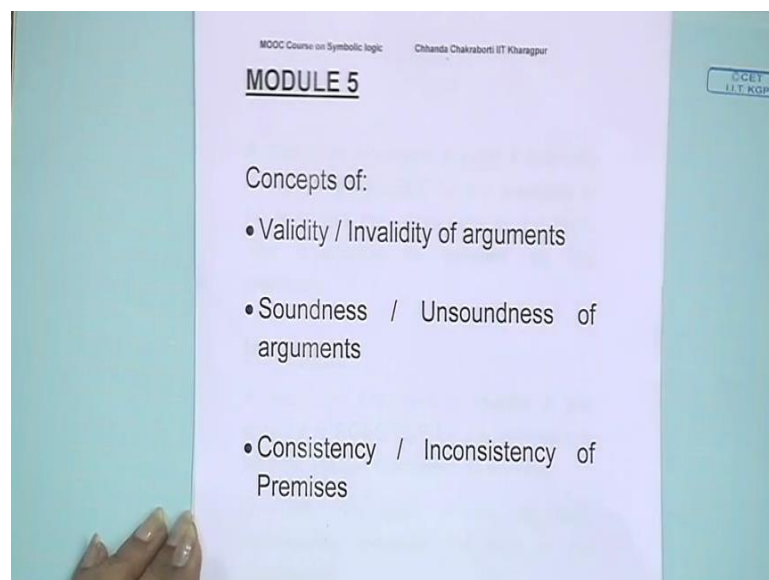 MOOC Course on Symbolic logic Chhanda Chakraborti IIT Kharagpur
MODULE 5
©CET
I.I.T. KGP
Concepts of:
• Validity / Invalidity of arguments
• Soundness / Unsoundness of
arguments
• Consistency / Inconsistency of
Premises